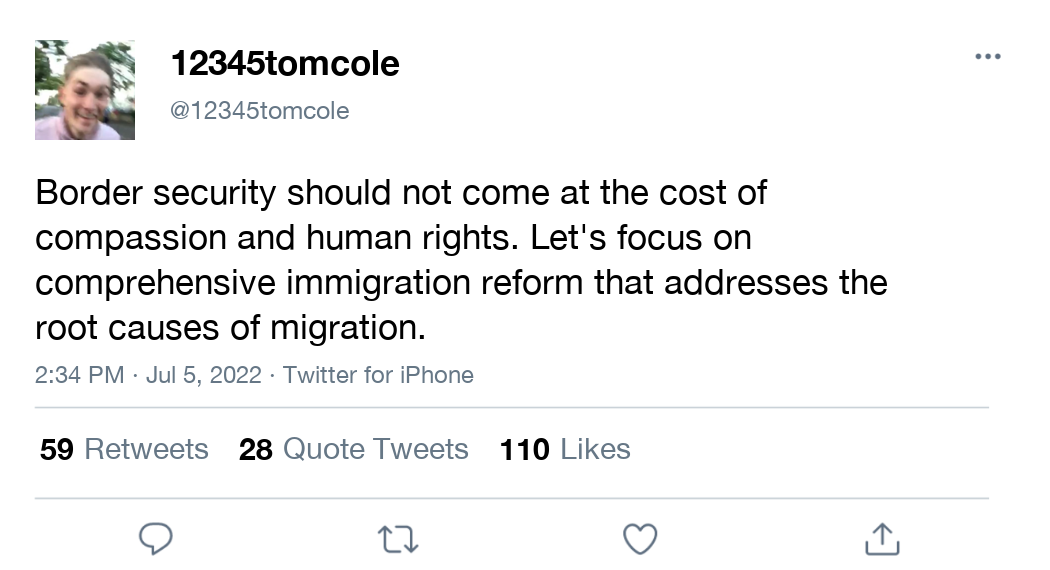 12345tomcole
@12345tomcole
Border security should not come at the cost of
compassion and human rights. Let's focus on
comprehensive immigration reform that addresses the
root causes of migration.
2:34 PM · Jul 5, 2022 · Twitter for iPhone
59 Retweets 28 Quote Tweets 110 Likes